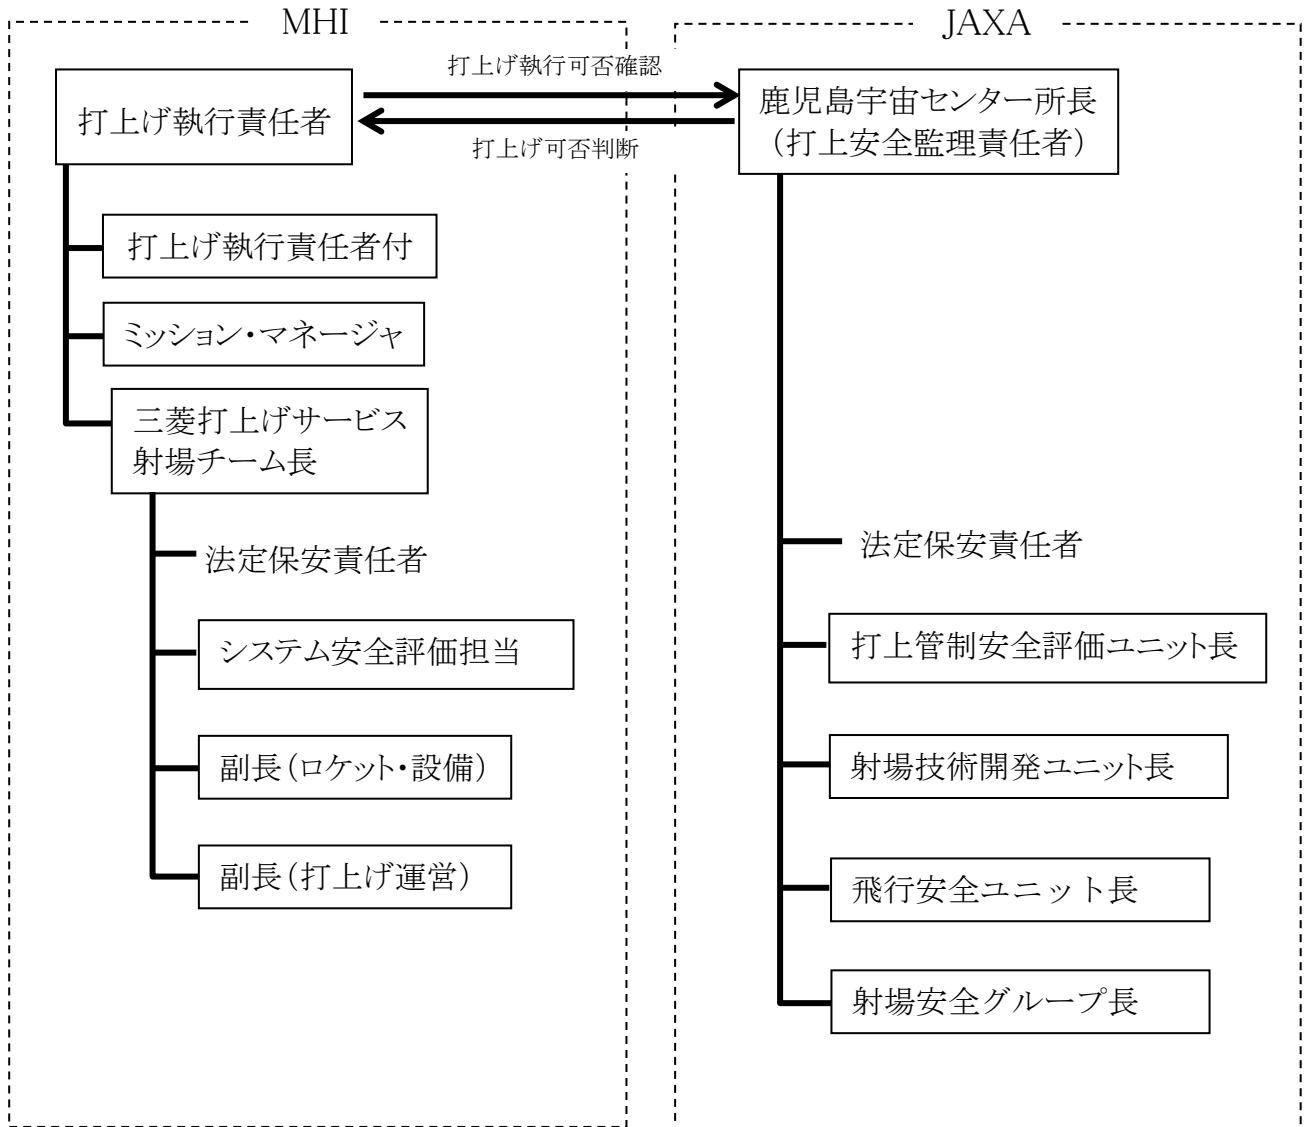 MHI
JAXA
打上げ執行可否確認
打上げ執行責任者
鹿児島宇宙センター所長
(打上安全監理責任者)
打上げ可否判断
打上げ執行責任者付
ミッション・マネージャ
三菱打上げサービス
射場チーム長
法定保安責任者
システム安全評価担当
副長(ロケット・設備)
副長(打上げ運営)
法定保安責任者
打上管制安全評価ユニット長
射場技術開発ユニット長
飛行安全ユニット長
射場安全グループ長